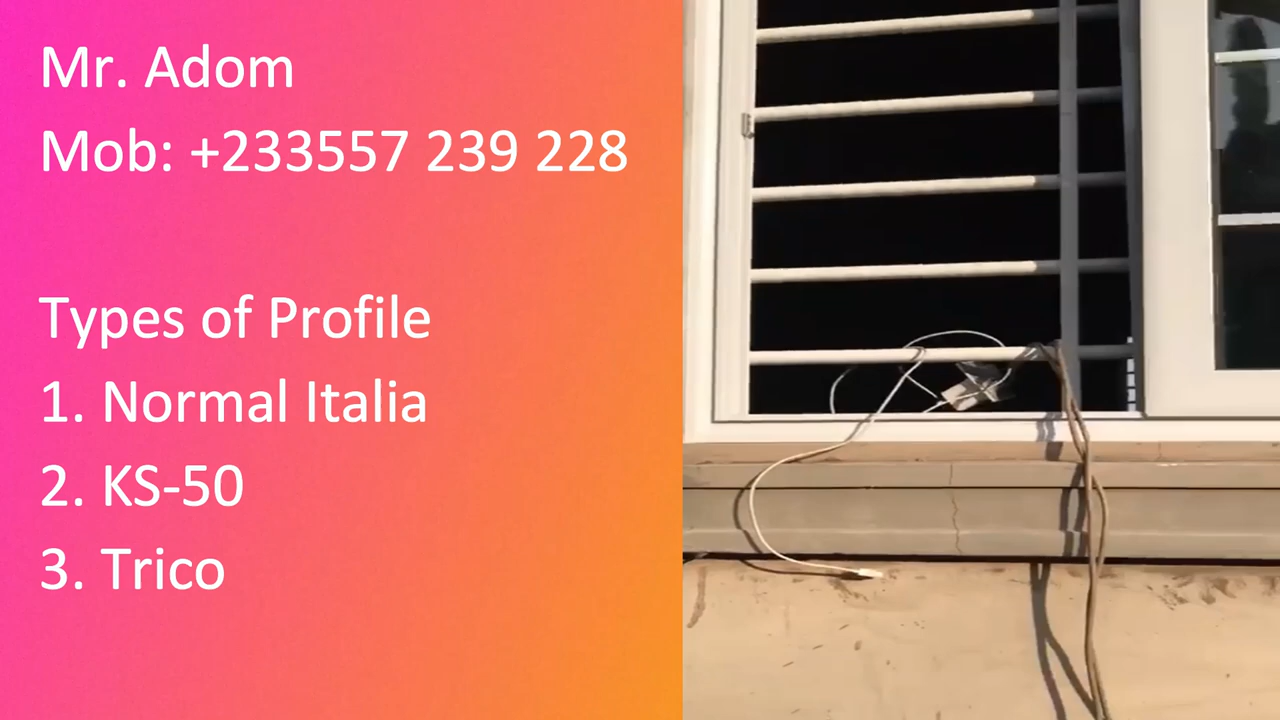 Mr. Adom
Mob: +233557 239 228
Types of Profile
1. Normal Italia
2. KS-50
3. Trico